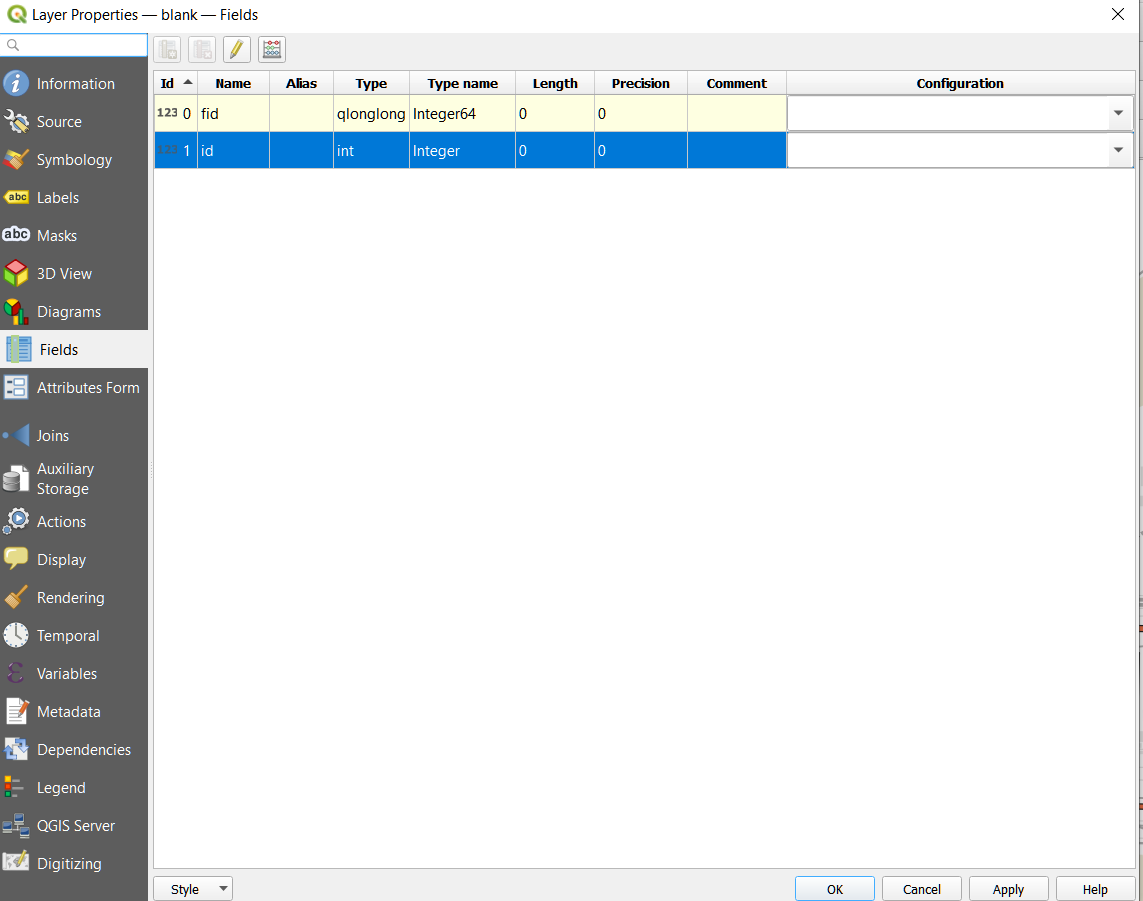 Layer Properties — blank — Fields
Information
Source
abc Symbology
abc Labels
abc Masks
3D View
Diagrams
Fields
Attributes Form
Joins
Auxiliary
Storage
Actions
Display
Rendering
Temporal
Variables
Metadata
Dependencies
Legend
QGIS Server
Digitizing
Id Name Alias Type Type name Length Precision Comment Configuration
123 0 fid qlonglong Integer64 0 0
123 1 id int Integer 0 0
Style OK Cancel Apply Help